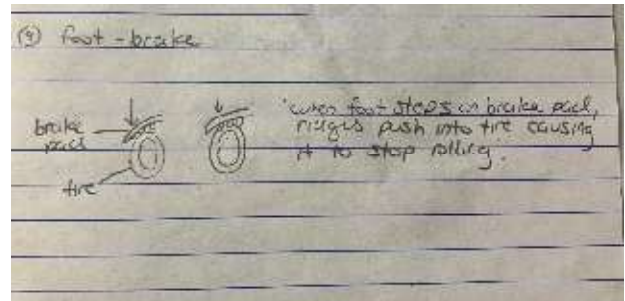 (9) foot-brake
"when foot steps on brake pad,
brake pads
ridges push into tire causing
it to stop rolling.
tire